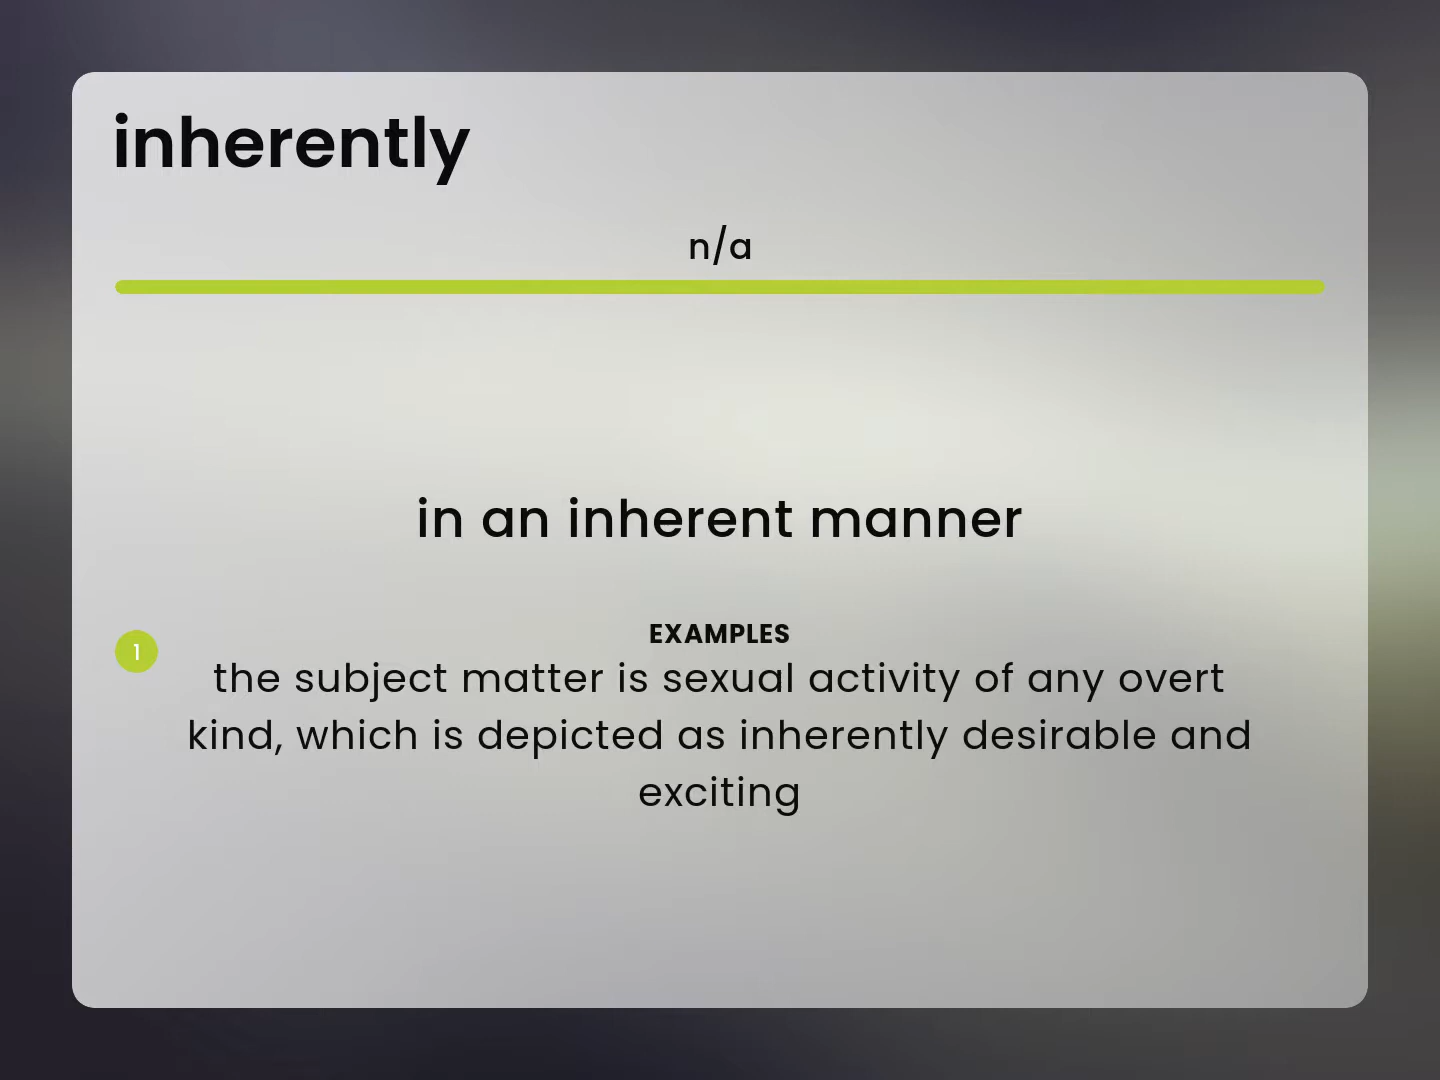 inherently
n/a
in an inherent manner
EXAMPLES
1
the subject matter is sexual activity of any overt
kind, which is depicted as inherently desirable and
exciting